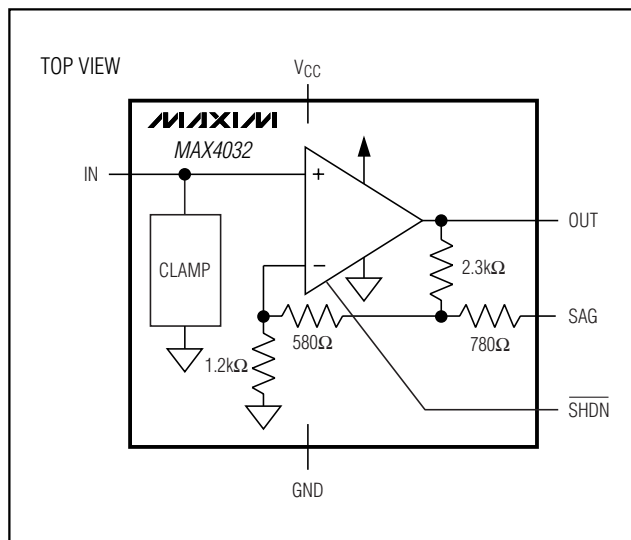 TOP VIEW
VCC
MAXIM
MAX4032
IN
+
OUT
CLAMP
−
2.3kΩ
SAG
580Ω
780Ω
1.2kΩ
SHDN
GND